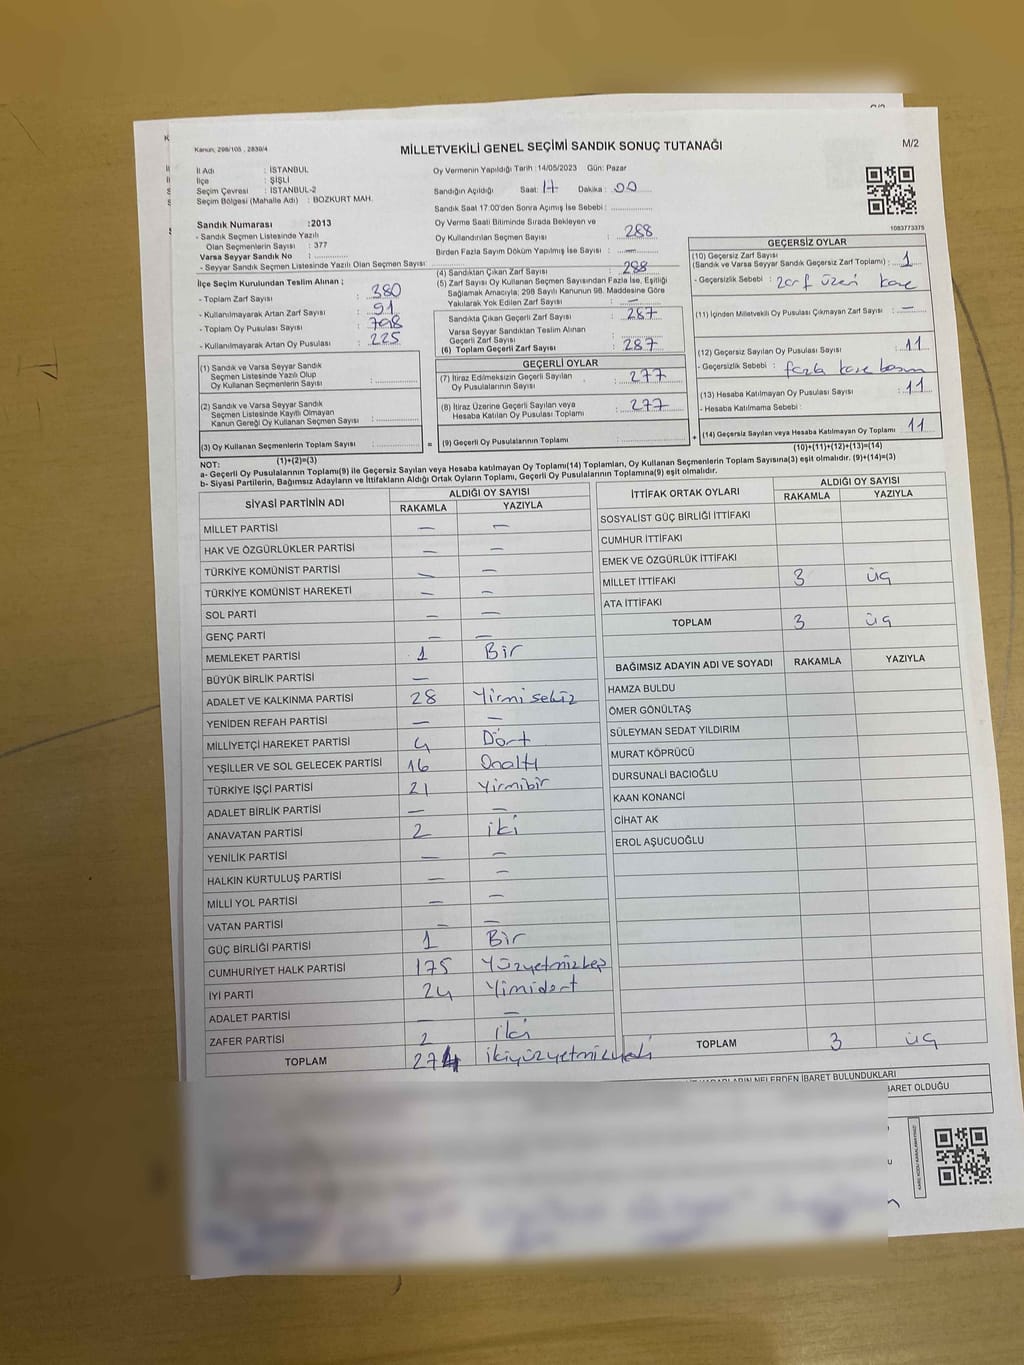 Kanun, 298/105 , 2839/4
MİLLETVEKİLİ GENEL SEÇİMİ SANDIK SONUÇ TUTANAĞI
M/2
İl Adı : İSTANBUL
İlçe : ŞİŞLİ
Seçim Çevresi : İSTANBUL-2
Seçim Bölgesi (Mahalle Adı) : BOZKURT MAH.
Oy Vermenin Yapıldığı Tarih :14/05/2023 Gün: Pazar
Sandığın Açıldığı Saat: 17 Dakika : 00
Sandık Saat 17:00'den Sonra Açımış İse Sebebi :
Sandık Numarası :2013
- Sandık Seçmen Listesinde Yazılı
Olan Seçmenlerin Sayısı : 377
Varsa Seyyar Sandık No :
- Seyyar Sandık Seçmen Listesinde Yazılı Olan Seçmen Sayısı :
Oy Verme Saati Bitiminde Sırada Bekleyen ve
Oy Kullandırılan Seçmen Sayısı : 288
Birden Fazla Sayım Döküm Yapılmış İse Sayısı : —
(4) Sandıktan Çıkan Zarf Sayısı : 288
(5) Zarf Sayısı Oy Kullanan Seçmen Sayısından Fazla İse, Eşitliği
Sağlamak Amacıyla; 298 Sayılı Kanunun 98. Maddesine Göre
Yakılarak Yok Edilen Zarf Sayısı : —
İlçe Seçim Kurulundan Teslim Alınan ;
- Toplam Zarf Sayısı : 380
- Kullanılmayarak Artan Zarf Sayısı : 91
- Toplam Oy Pusulası Sayısı :
- Kullanılmayarak Artan Oy Pusulası : 225
Sandıkta Çıkan Geçerli Zarf Sayısı : 287
Varsa Seyyar Sandıktan Teslim Alınan
Geçerli Zarf Sayısı :
(6) Toplam Geçerli Zarf Sayısı : 287
1083773375
GEÇERSİZ OYLAR
(10) Geçersiz Zarf Sayısı
(Sandık ve Varsa Seyyar Sandık Geçersiz Zarf Toplamı) : 1
- Geçersizlik Sebebi : zarf üzeri kaşe
(11) İçinden Milletvekili Oy Pusulası Çıkmayan Zarf Sayısı : —
(12) Geçersiz Sayılan Oy Pusulası Sayısı : 11
- Geçersizlik Sebebi : fazla kaşe
(13) Hesaba Katılmayan Oy Pusulası Sayısı : 11
- Hesaba Katılmama Sebebi :
(14) Geçersiz Sayılan veya Hesaba Katılmayan Oy Toplamı 11
(10)+(11)+(12)+(13)=(14)
(1) Sandık ve Varsa Seyyar Sandık
Seçmen Listesinde Yazılı Olup
Oy Kullanan Seçmenlerin Sayısı :
(2) Sandık ve Varsa Seyyar Sandık
Seçmen Listesinde Kayıtlı Olmayan
Kanun Gereği Oy Kullanan Seçmen Sayısı :
(3) Oy Kullanan Seçmenlerin Toplam Sayısı : =
(1)+(2)=(3)
GEÇERLİ OYLAR
(7) İtiraz Edilmeksizin Geçerli Sayılan
Oy Pusulalarının Sayısı : 277
(8) İtiraz Üzerine Geçerli Sayılan veya
Hesaba Katılan Oy Pusulası Toplamı : 277
(9) Geçerli Oy Pusulalarının Toplamı : +
NOT:
a- Geçerli Oy Pusulalarının Toplamı(9) ile Geçersiz Sayılan veya Hesaba katılmayan Oy Toplamı(14) Toplamları, Oy Kullanan Seçmenlerin Toplam Sayısına(3) eşit olmalıdır. (9)+(14)=(3)
b- Siyasi Partilerin, Bağımsız Adayların ve İttifakların Aldığı Ortak Oyların Toplamı, Geçerli Oy Pusulalarının Toplamına(9) eşit olmalıdır.
SİYASİ PARTİNİN ADI
ALDIĞI OY SAYISI
RAKAMLA YAZIYLA
MİLLET PARTİSİ — —
HAK VE ÖZGÜRLÜKLER PARTİSİ — —
TÜRKİYE KOMÜNİST PARTİSİ — —
TÜRKİYE KOMÜNİST HAREKETİ — —
SOL PARTİ — —
GENÇ PARTİ — —
MEMLEKET PARTİSİ 1 Bir
BÜYÜK BİRLİK PARTİSİ —
ADALET VE KALKINMA PARTİSİ 28 Yirmi sekiz
YENİDEN REFAH PARTİSİ — —
MİLLİYETÇİ HAREKET PARTİSİ 4 Dört
YEŞİLLER VE SOL GELECEK PARTİSİ 16 Onaltı
TÜRKİYE İŞÇİ PARTİSİ 21 Yirmibir
ADALET BİRLİK PARTİSİ — —
ANAVATAN PARTİSİ 2 iki
YENİLİK PARTİSİ — —
HALKIN KURTULUŞ PARTİSİ — —
MİLLİ YOL PARTİSİ — —
VATAN PARTİSİ — —
GÜÇ BİRLİĞİ PARTİSİ 1 Bir
CUMHURİYET HALK PARTİSİ 175 Yüzyetmizbeş
İYİ PARTİ 24 Yimidört
ADALET PARTİSİ — —
ZAFER PARTİSİ 2 iki
TOPLAM 274
İTTİFAK ORTAK OYLARI
ALDIĞI OY SAYISI
RAKAMLA YAZIYLA
SOSYALİST GÜÇ BİRLİĞİ İTTİFAKI
CUMHUR İTTİFAKI
EMEK VE ÖZGÜRLÜK İTTİFAKI
MİLLET İTTİFAKI 3 üç
ATA İTTİFAKI
TOPLAM 3 üç
BAĞIMSIZ ADAYIN ADI VE SOYADI RAKAMLA YAZIYLA
HAMZA BULDU
ÖMER GÖNÜLTAŞ
SÜLEYMAN SEDAT YILDIRIM
MURAT KÖPRÜCÜ
DURSUNALİ BACIOĞLU
KAAN KONANCİ
CİHAT AK
EROL AŞUCUOĞLU
TOPLAM 3 üç
NELERDEN İBARET BULUNDUKLARI
BARET OLDUĞU